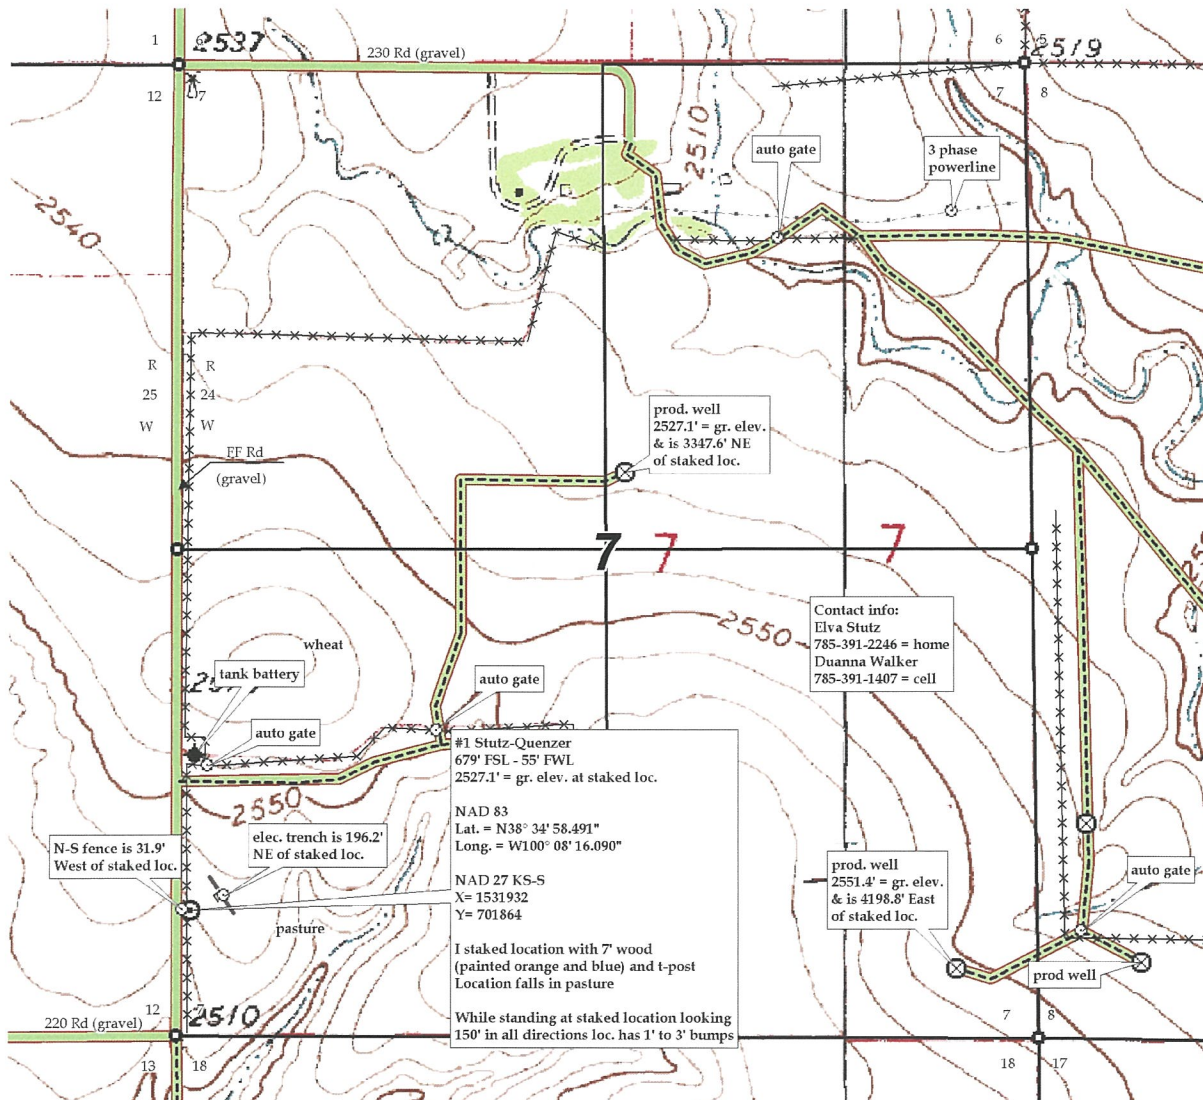 1
6
2537
230 Rd (gravel)
6
5
2519
12
7
7
8
2510
auto gate
3 phase
powerline
2540
R
R
25
24
W
W
FF Rd
(gravel)
prod. well
2527.1' = gr. elev.
& is 3347.6' NE
of staked loc.
7
7
7
2550
Contact info:
Elva Stutz
785-391-2246 = home
Duanna Walker
785-391-1407 = cell
wheat
tank battery
auto gate
auto gate
2550
#1 Stutz-Quenzer
679' FSL - 55' FWL
2527.1' = gr. elev. at staked loc.
NAD 83
Lat. = N38° 34' 58.491"
Long. = W100° 08' 16.090"
NAD 27 KS-S
X= 1531932
Y= 701864
I staked location with 7' wood
(painted orange and blue) and t-post
Location falls in pasture
While standing at staked location looking
150' in all directions loc. has 1' to 3' bumps
N-S fence is 31.9'
West of staked loc.
elec. trench is 196.2'
NE of staked loc.
pasture
prod. well
2551.4' = gr. elev.
& is 4198.8' East
of staked loc.
auto gate
prod well
12
2510
220 Rd (gravel)
7
8
13
18
18
17